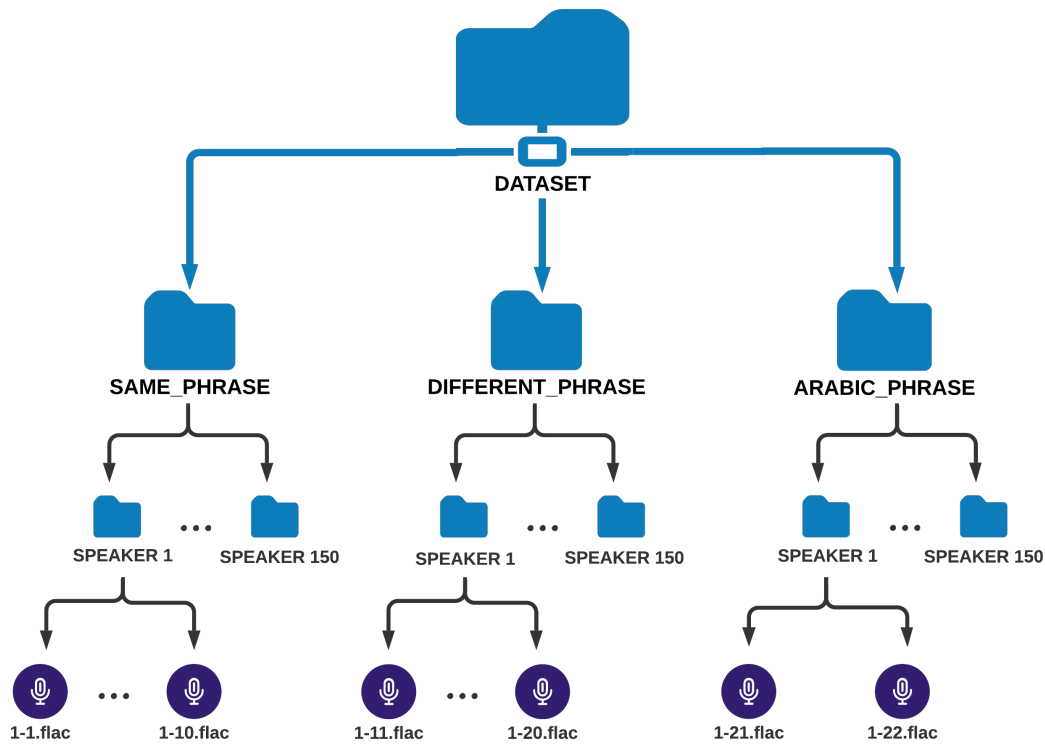 DATASET
SAME_PHRASE
DIFFERENT_PHRASE
ARABIC_PHRASE
SPEAKER 1
...
SPEAKER 150
SPEAKER 1
...
SPEAKER 150
SPEAKER 1
...
SPEAKER 150
...
...
1-1.flac
1-10.flac
1-11.flac
1-20.flac
1-21.flac
1-22.flac